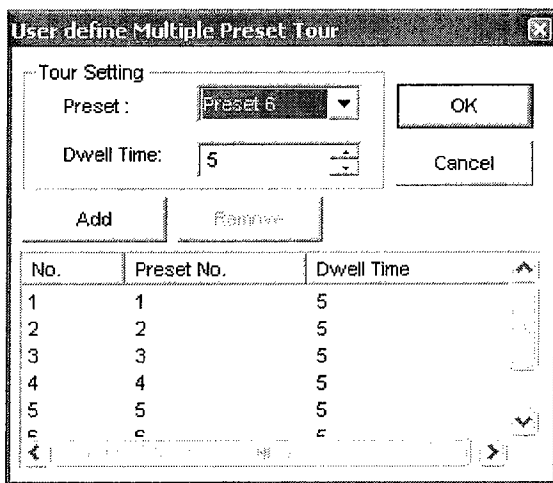 User define Multiple Preset Tour
Tour Setting
Preset : Preset 6
OK
Dwell Time: 5
Cancel
Add Remove
No. Preset No. Dwell Time
1 1 5
2 2 5
3 3 5
4 4 5
5 5 5